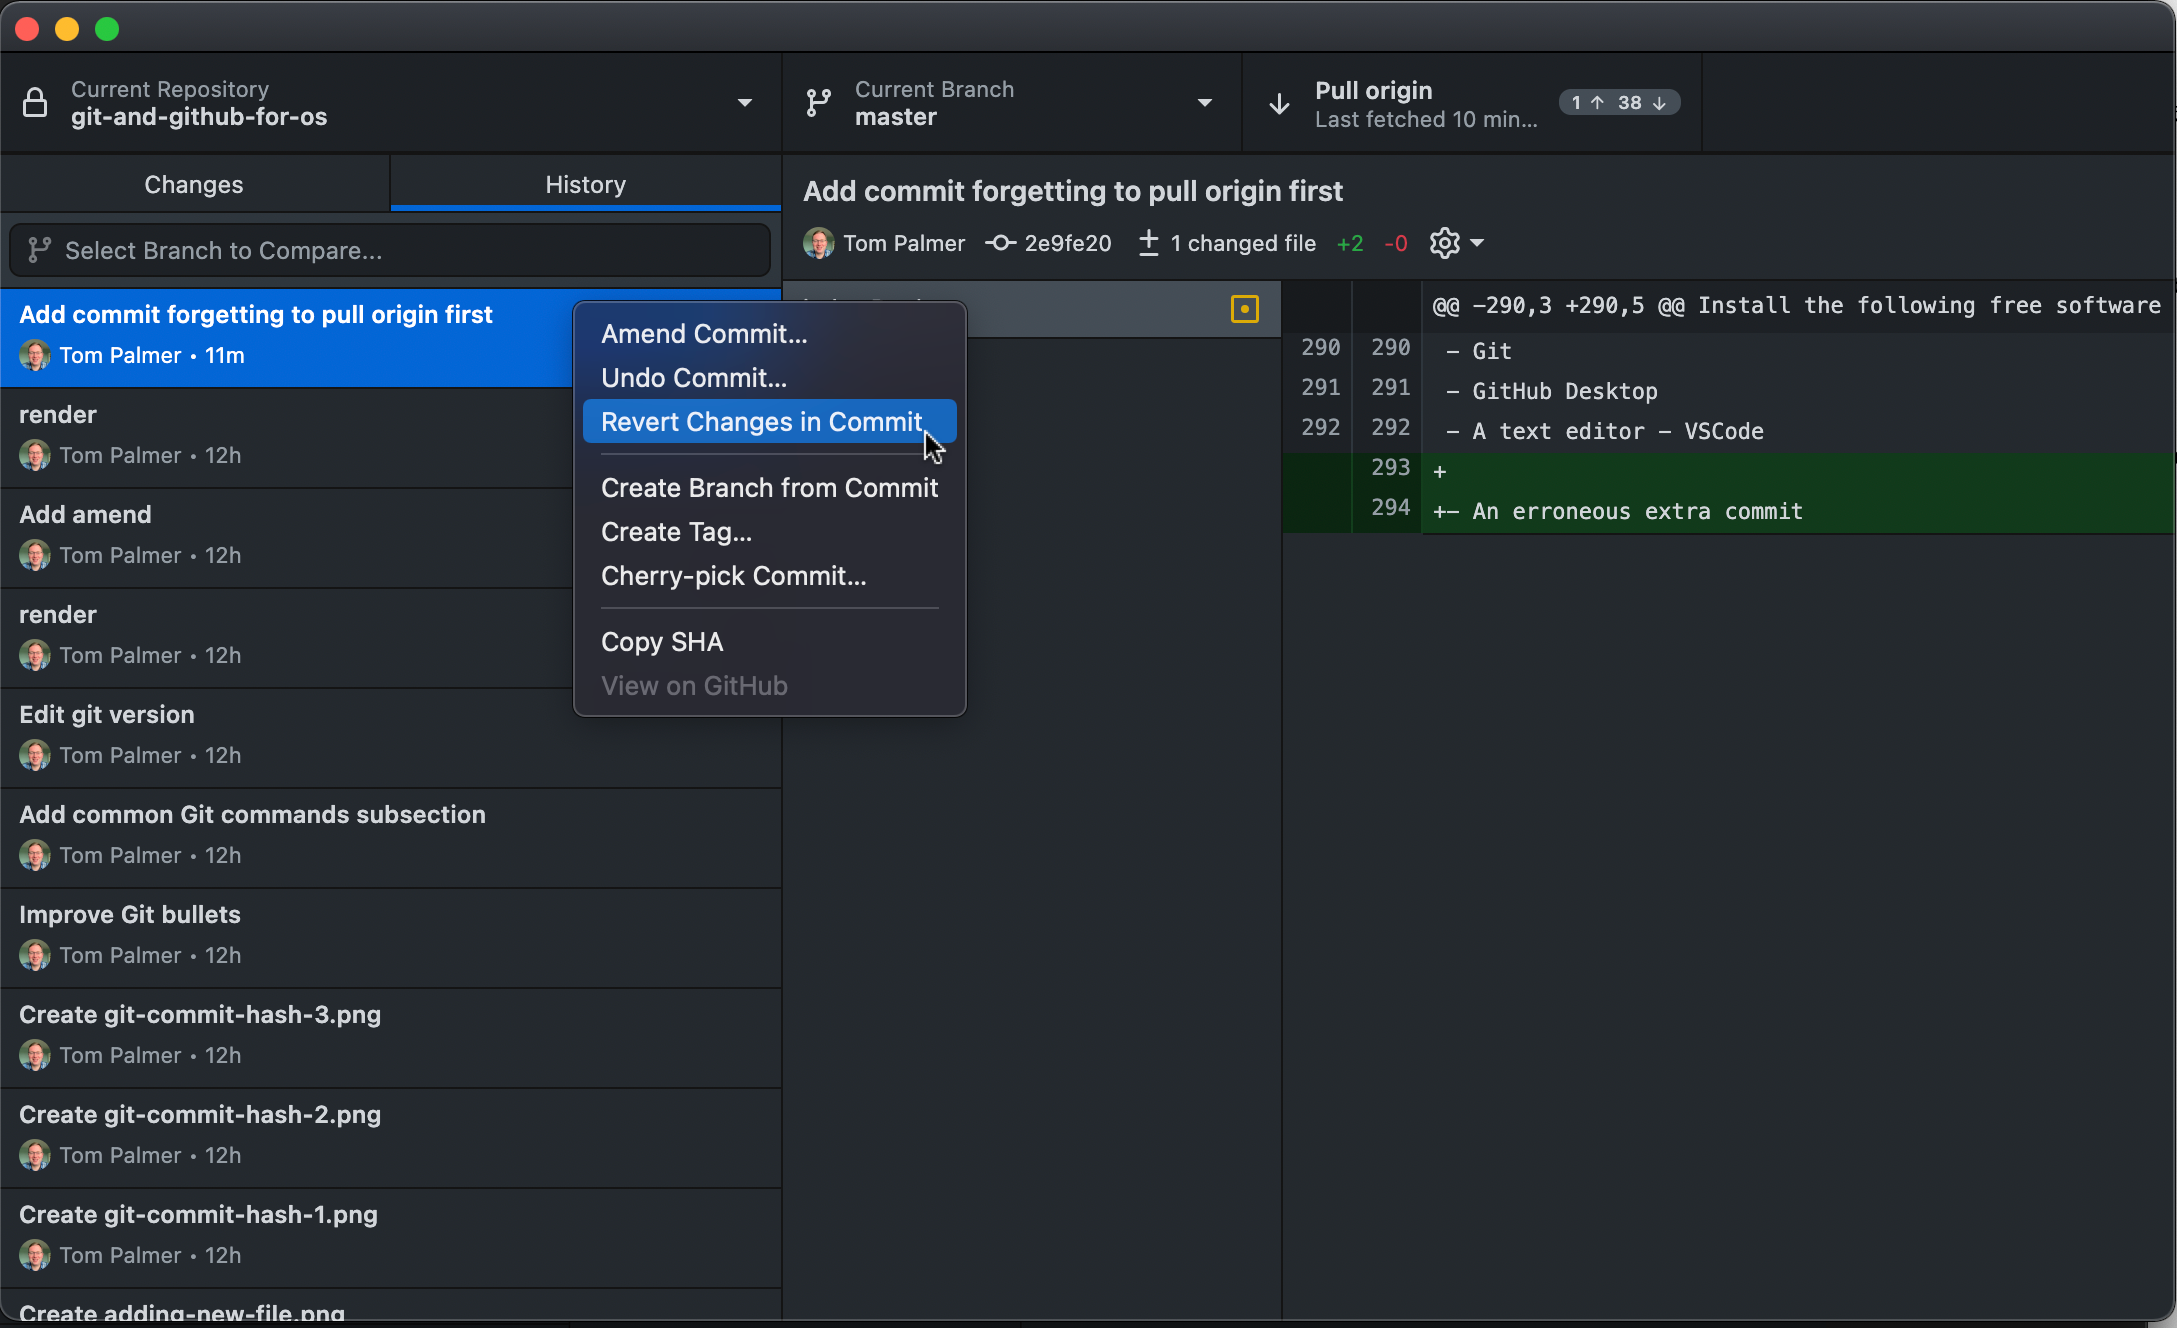 Current Repository
git-and-github-for-os
Current Branch
master
Pull origin
Last fetched 10 min...
1 ↑ 38 ↓
Changes
History
Select Branch to Compare...
Add commit forgetting to pull origin first
Tom Palmer • 11m
render
Tom Palmer • 12h
Add amend
Tom Palmer • 12h
render
Tom Palmer • 12h
Edit git version
Tom Palmer • 12h
Add common Git commands subsection
Tom Palmer • 12h
Improve Git bullets
Tom Palmer • 12h
Create git-commit-hash-3.png
Tom Palmer • 12h
Create git-commit-hash-2.png
Tom Palmer • 12h
Create git-commit-hash-1.png
Tom Palmer • 12h
Create adding-new-file.png
Amend Commit...
Undo Commit...
Revert Changes in Commit
Create Branch from Commit
Create Tag...
Cherry-pick Commit...
Copy SHA
View on GitHub
Add commit forgetting to pull origin first
Tom Palmer 2e9fe20 1 changed file +2 -0
@@ -290,3 +290,5 @@ Install the following free software
290 290 - Git
291 291 - GitHub Desktop
292 292 - A text editor - VSCode
293 +
294 +- An erroneous extra commit